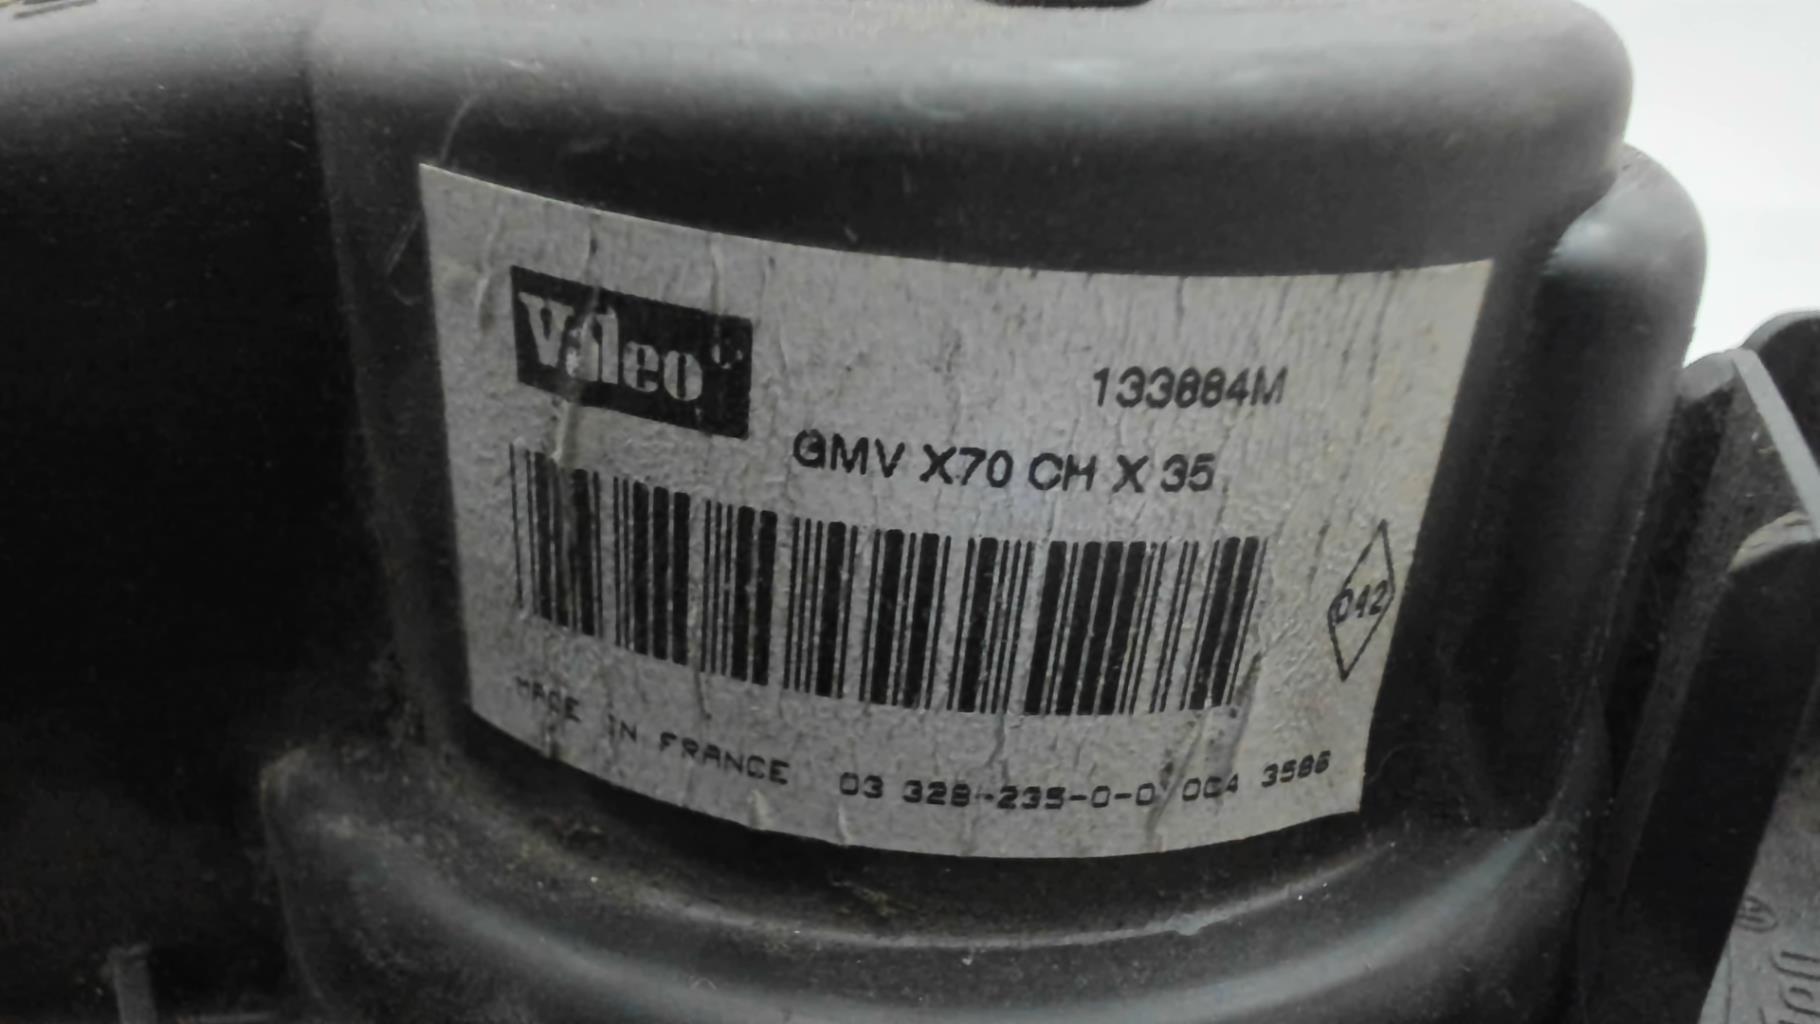 Valeo
133884M
GMV X70 CH X 35
042
MADE IN FRANCE 03 328-235-0-0 004 3586